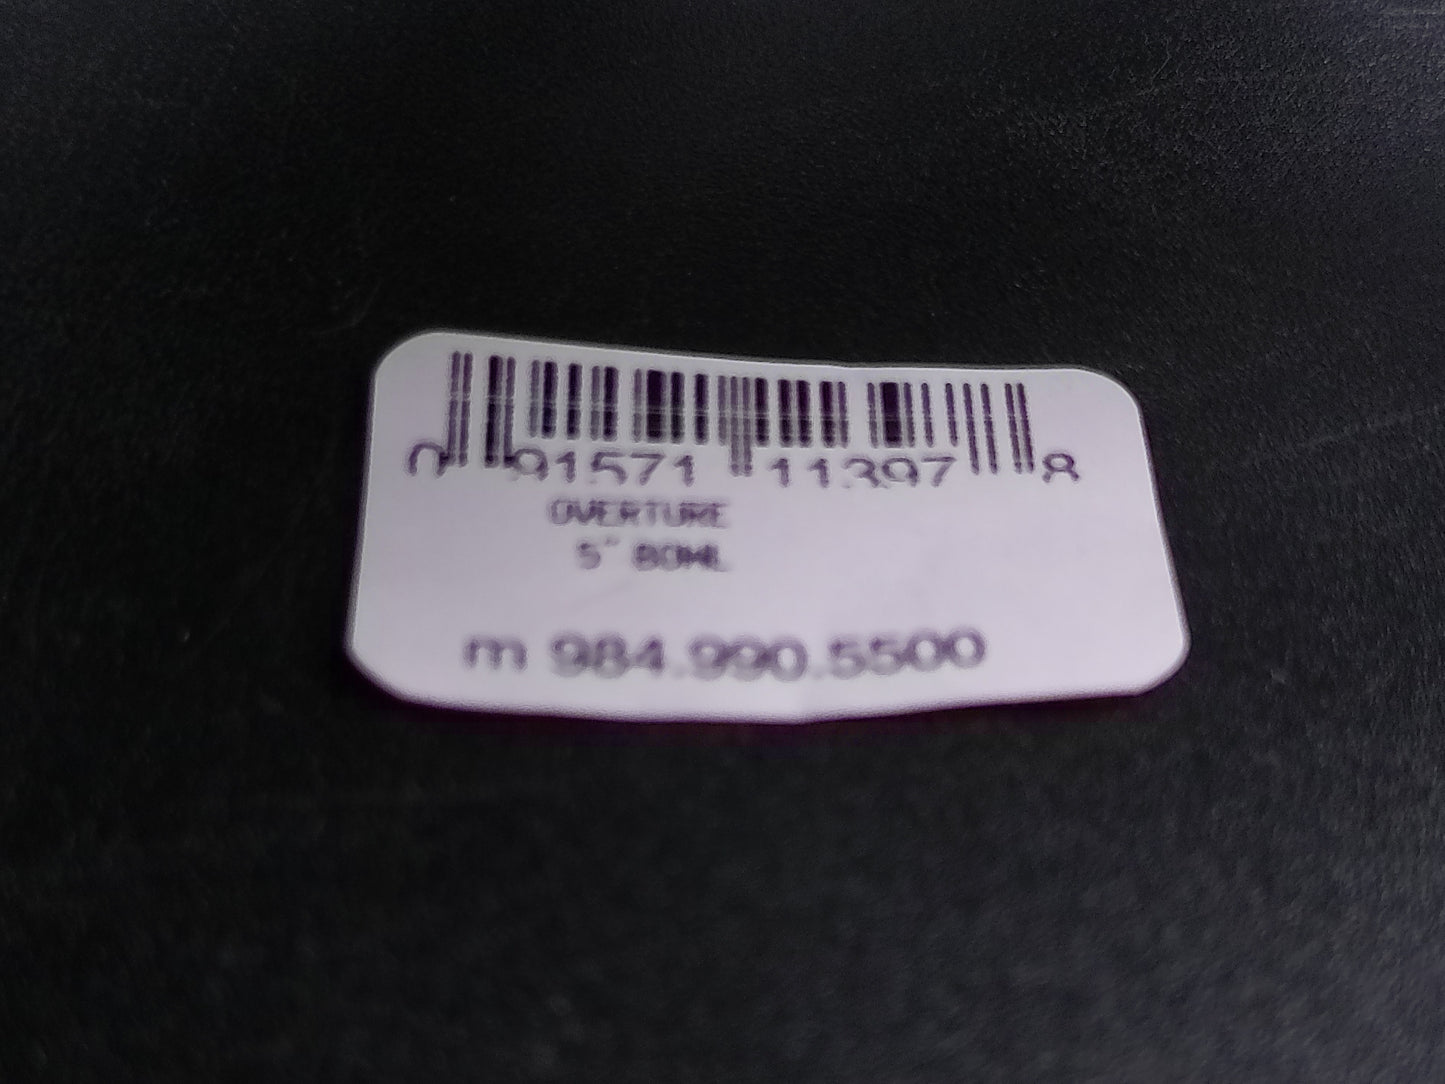 0 91571 11397 8
OVERTURE
5" BOWL
m 984.990.5500